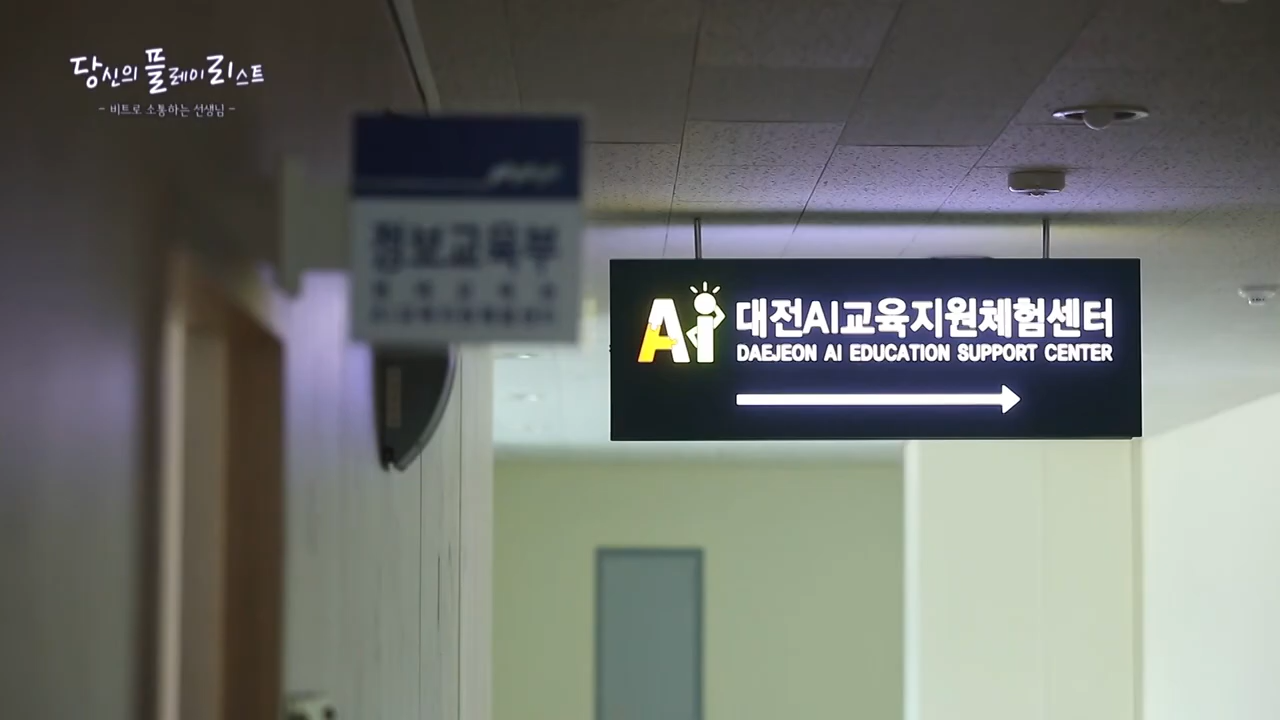 당신의 플레이리스트
- 비트로 소통하는 선생님 -
정보교육부
Ai
대전AI교육지원체험센터
DAEJEON AI EDUCATION SUPPORT CENTER